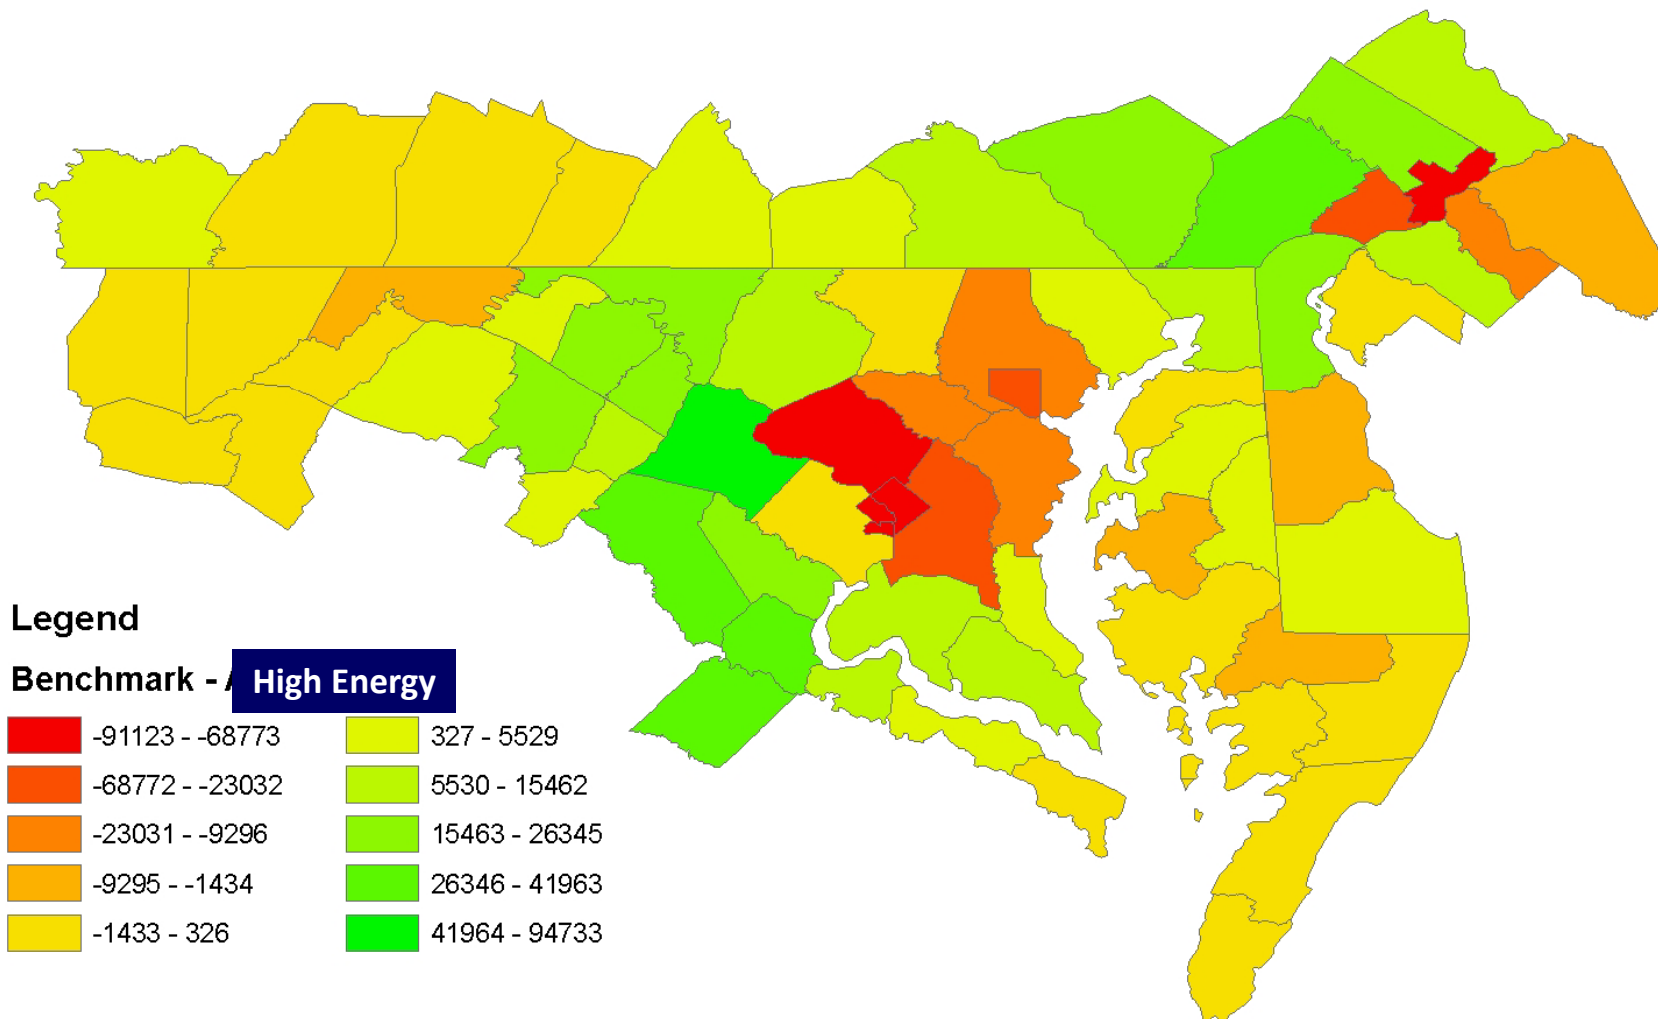 Legend
Benchmark - High Energy
-91123 - -68773
-68772 - -23032
-23031 - -9296
-9295 - -1434
-1433 - 326
327 - 5529
5530 - 15462
15463 - 26345
26346 - 41963
41964 - 94733